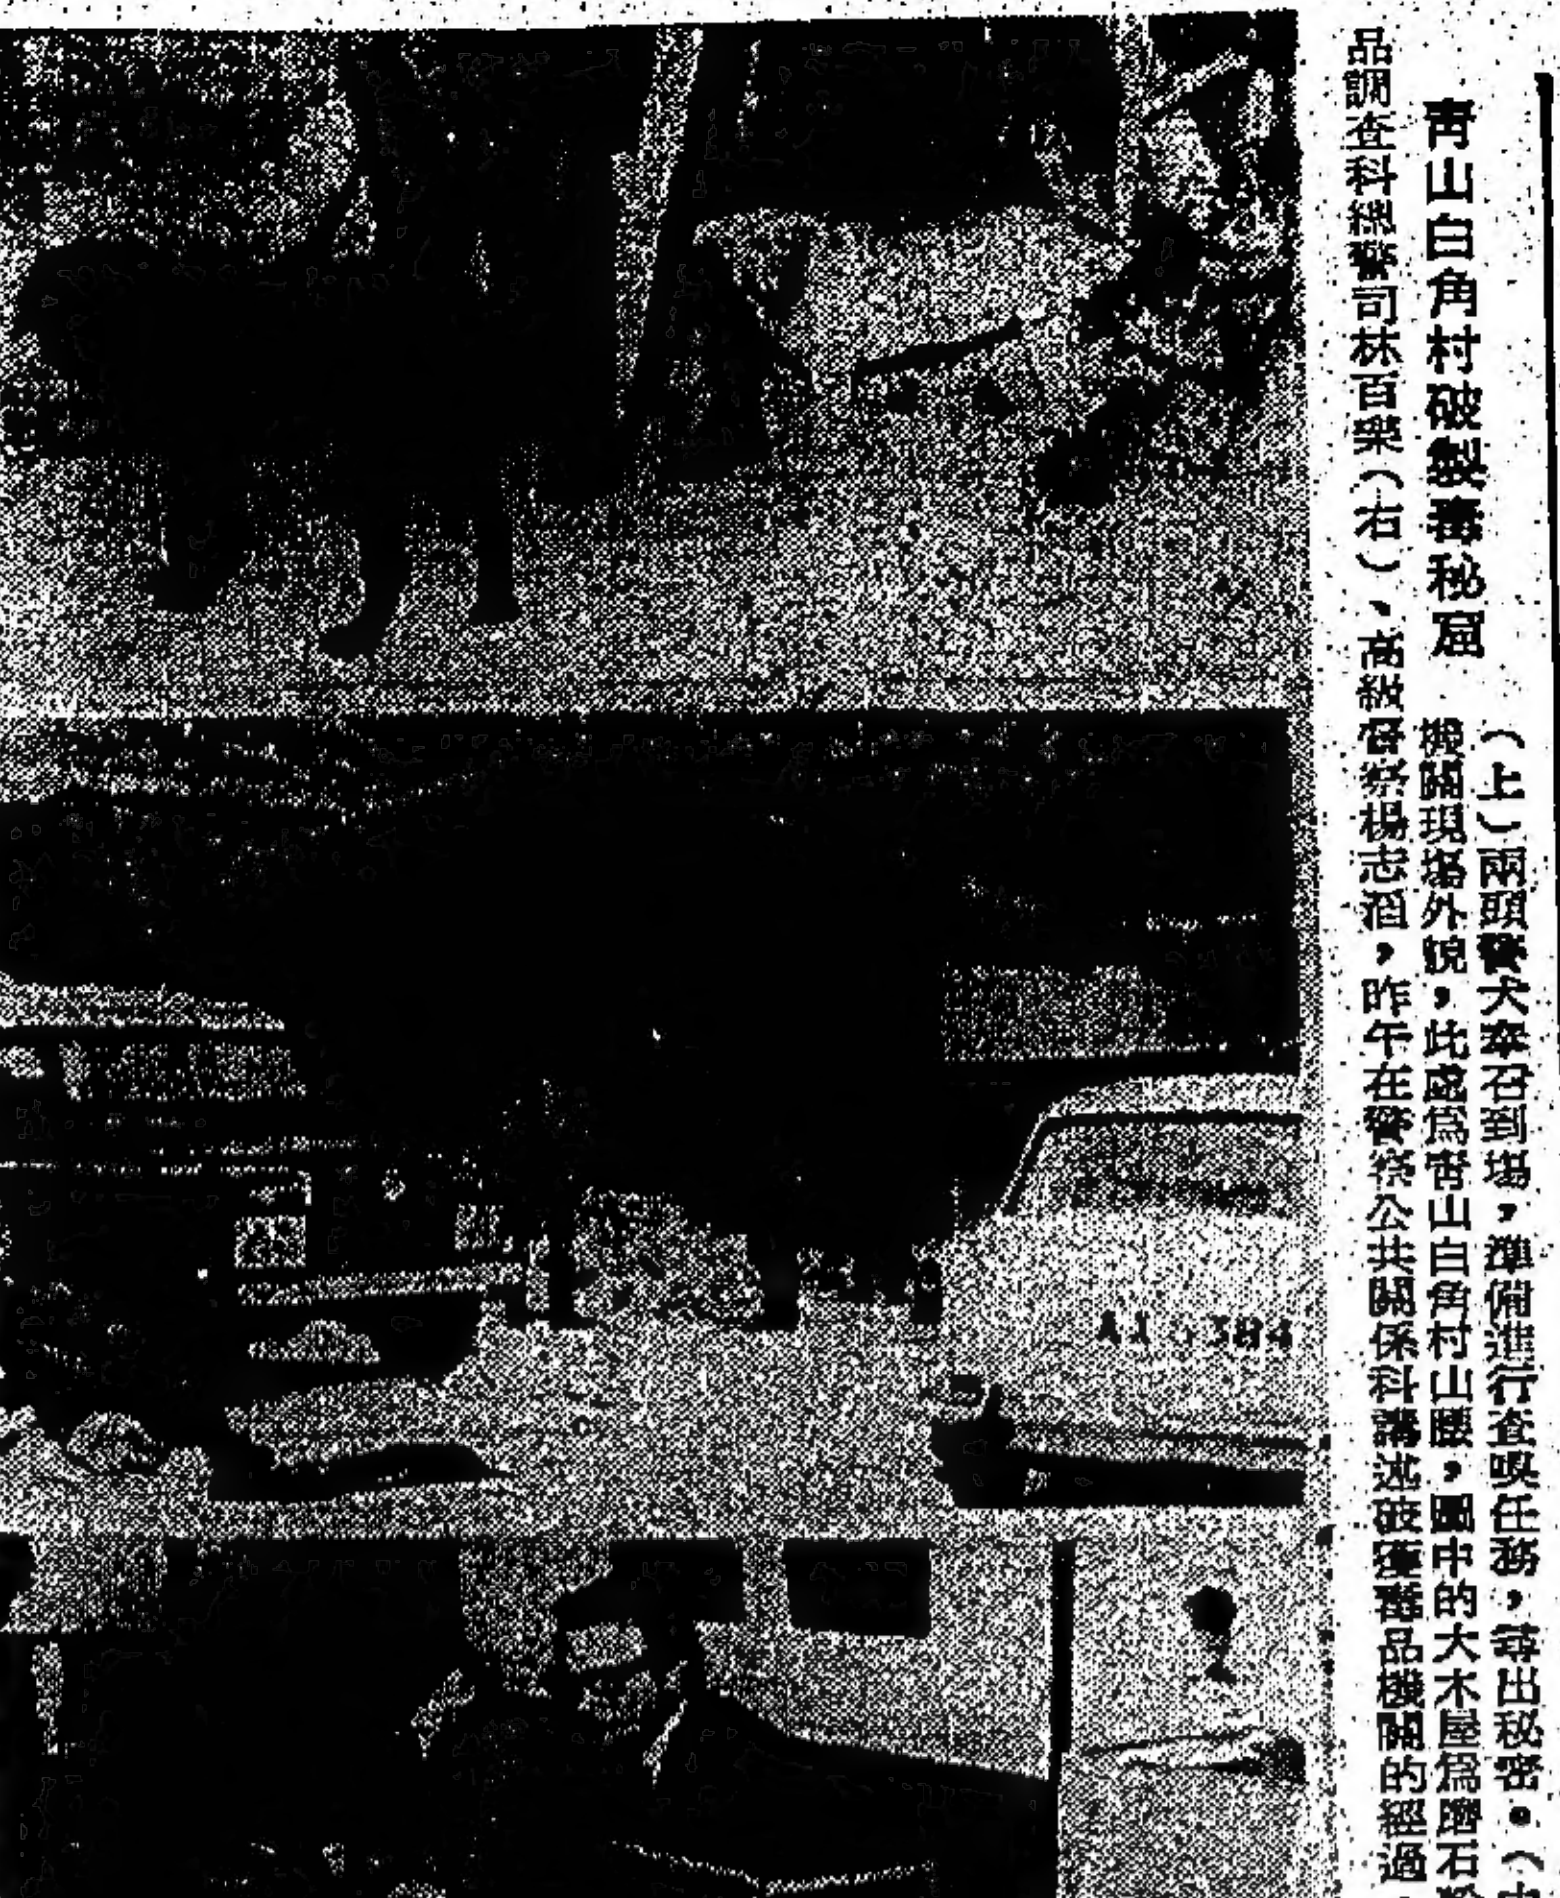 青山白角村破製毒秘窟
(上)兩頭警犬奉召到場，準備進行查嗅任務，尋出秘密。(
機關現場外貌，此處為青山白角村山腰，圖中的大木屋為磨石
品調查科總警司林百樂(右)、高級督察楊志滔，昨午在警察公共關係科講述破獲毒品機關的經過